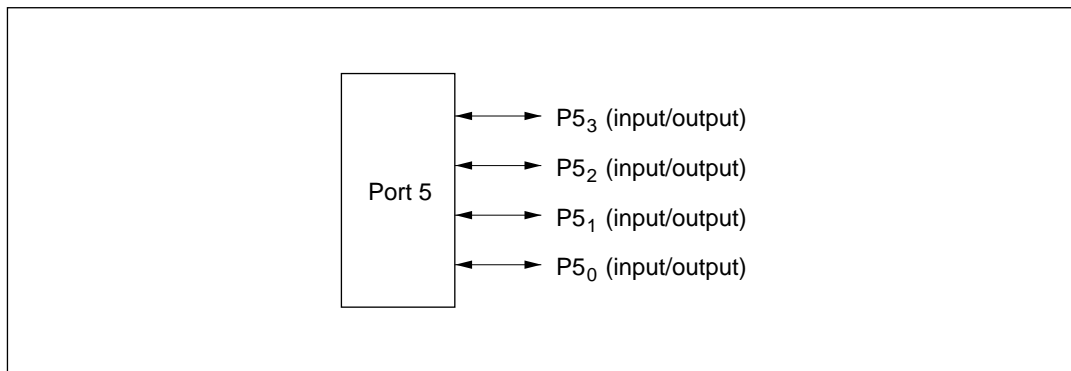 P5₃ (input/output)
P5₂ (input/output)
Port 5
P5₁ (input/output)
P5₀ (input/output)